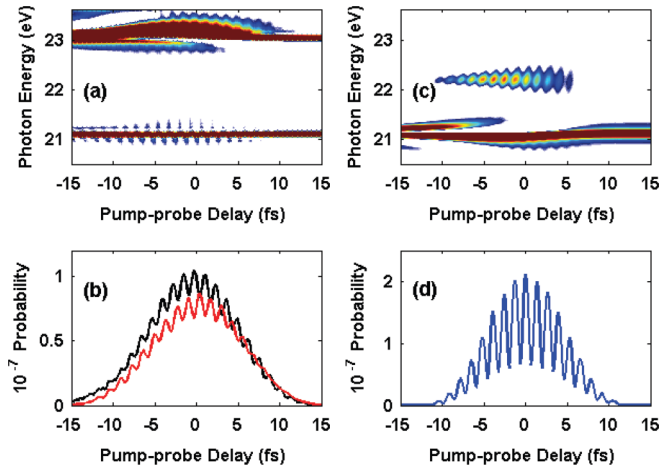 Photon Energy (eV)
23
22
21
(a)
-15 -10 -5 0 5 10 15
Pump-probe Delay (fs)
Photon Energy (eV)
23
22
21
(c)
-15 -10 -5 0 5 10 15
Pump-probe Delay (fs)
10⁻⁷ Probability
1
0.5
0
(b)
-15 -10 -5 0 5 10 15
Pump-probe Delay (fs)
10⁻⁷ Probability
2
1
0
(d)
-15 -10 -5 0 5 10 15
Pump-probe Delay (fs)